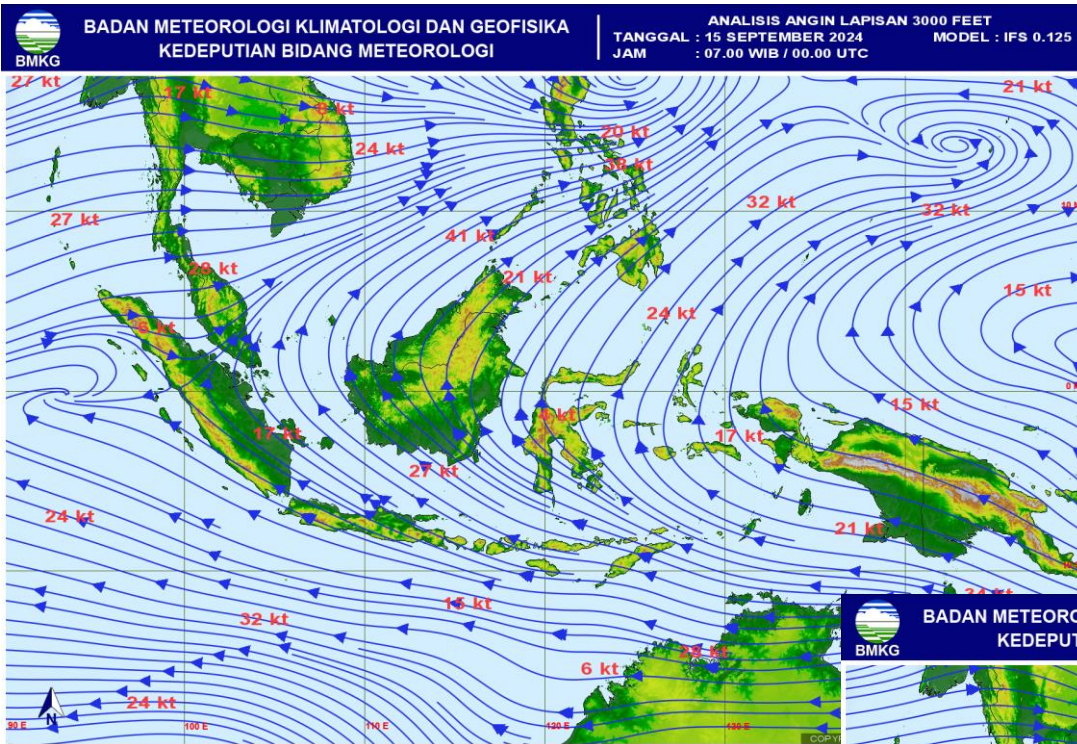 BADAN METEOROLOGI KLIMATOLOGI DAN GEOFISIKA
KEDEPUTIAN BIDANG METEOROLOGI
BMKG
ANALISIS ANGIN LAPISAN 3000 FEET
TANGGAL : 15 SEPTEMBER 2024 MODEL : IFS 0.125
JAM : 07.00 WIB / 00.00 UTC
27 kt
17 kt
8 kt
21 kt
20 kt
24 kt
38 kt
27 kt
32 kt
32 kt
10 N
41 kt
28 kt
21 kt
15 kt
24 kt
6 kt
0 N
15 kt
4 kt
17 kt
17 kt
27 kt
24 kt
21 kt
15 kt
32 kt
28 kt
6 kt
24 kt
N
90 E
100 E
110 E
120 E
130 E
BMKG